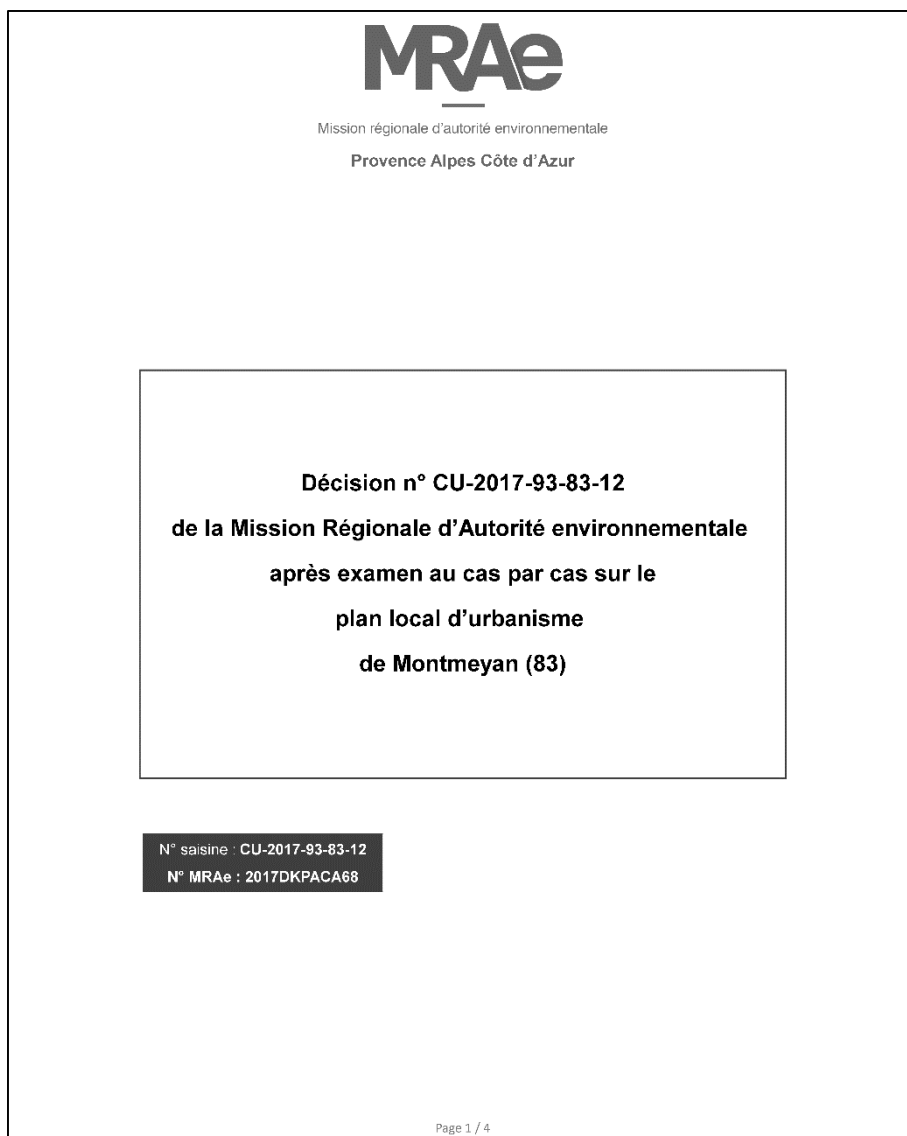 MRAe
Mission régionale d'autorité environnementale
Provence Alpes Côte d'Azur
Décision n° CU-2017-93-83-12
de la Mission Régionale d'Autorité environnementale
après examen au cas par cas sur le
plan local d'urbanisme
de Montmeyan (83)
N° saisine : CU-2017-93-83-12
N° MRAe : 2017DKPACA68
Page 1 / 4